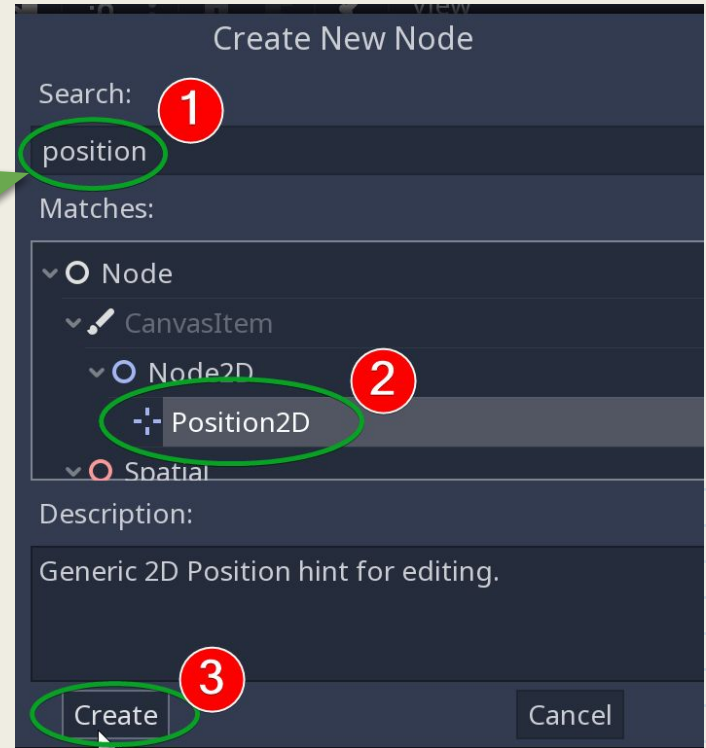 View
Create New Node
Search:
1
position
Matches:
Node
CanvasItem
Node2D
2
Position2D
Spatial
Description:
Generic 2D Position hint for editing.
3
Create
Cancel